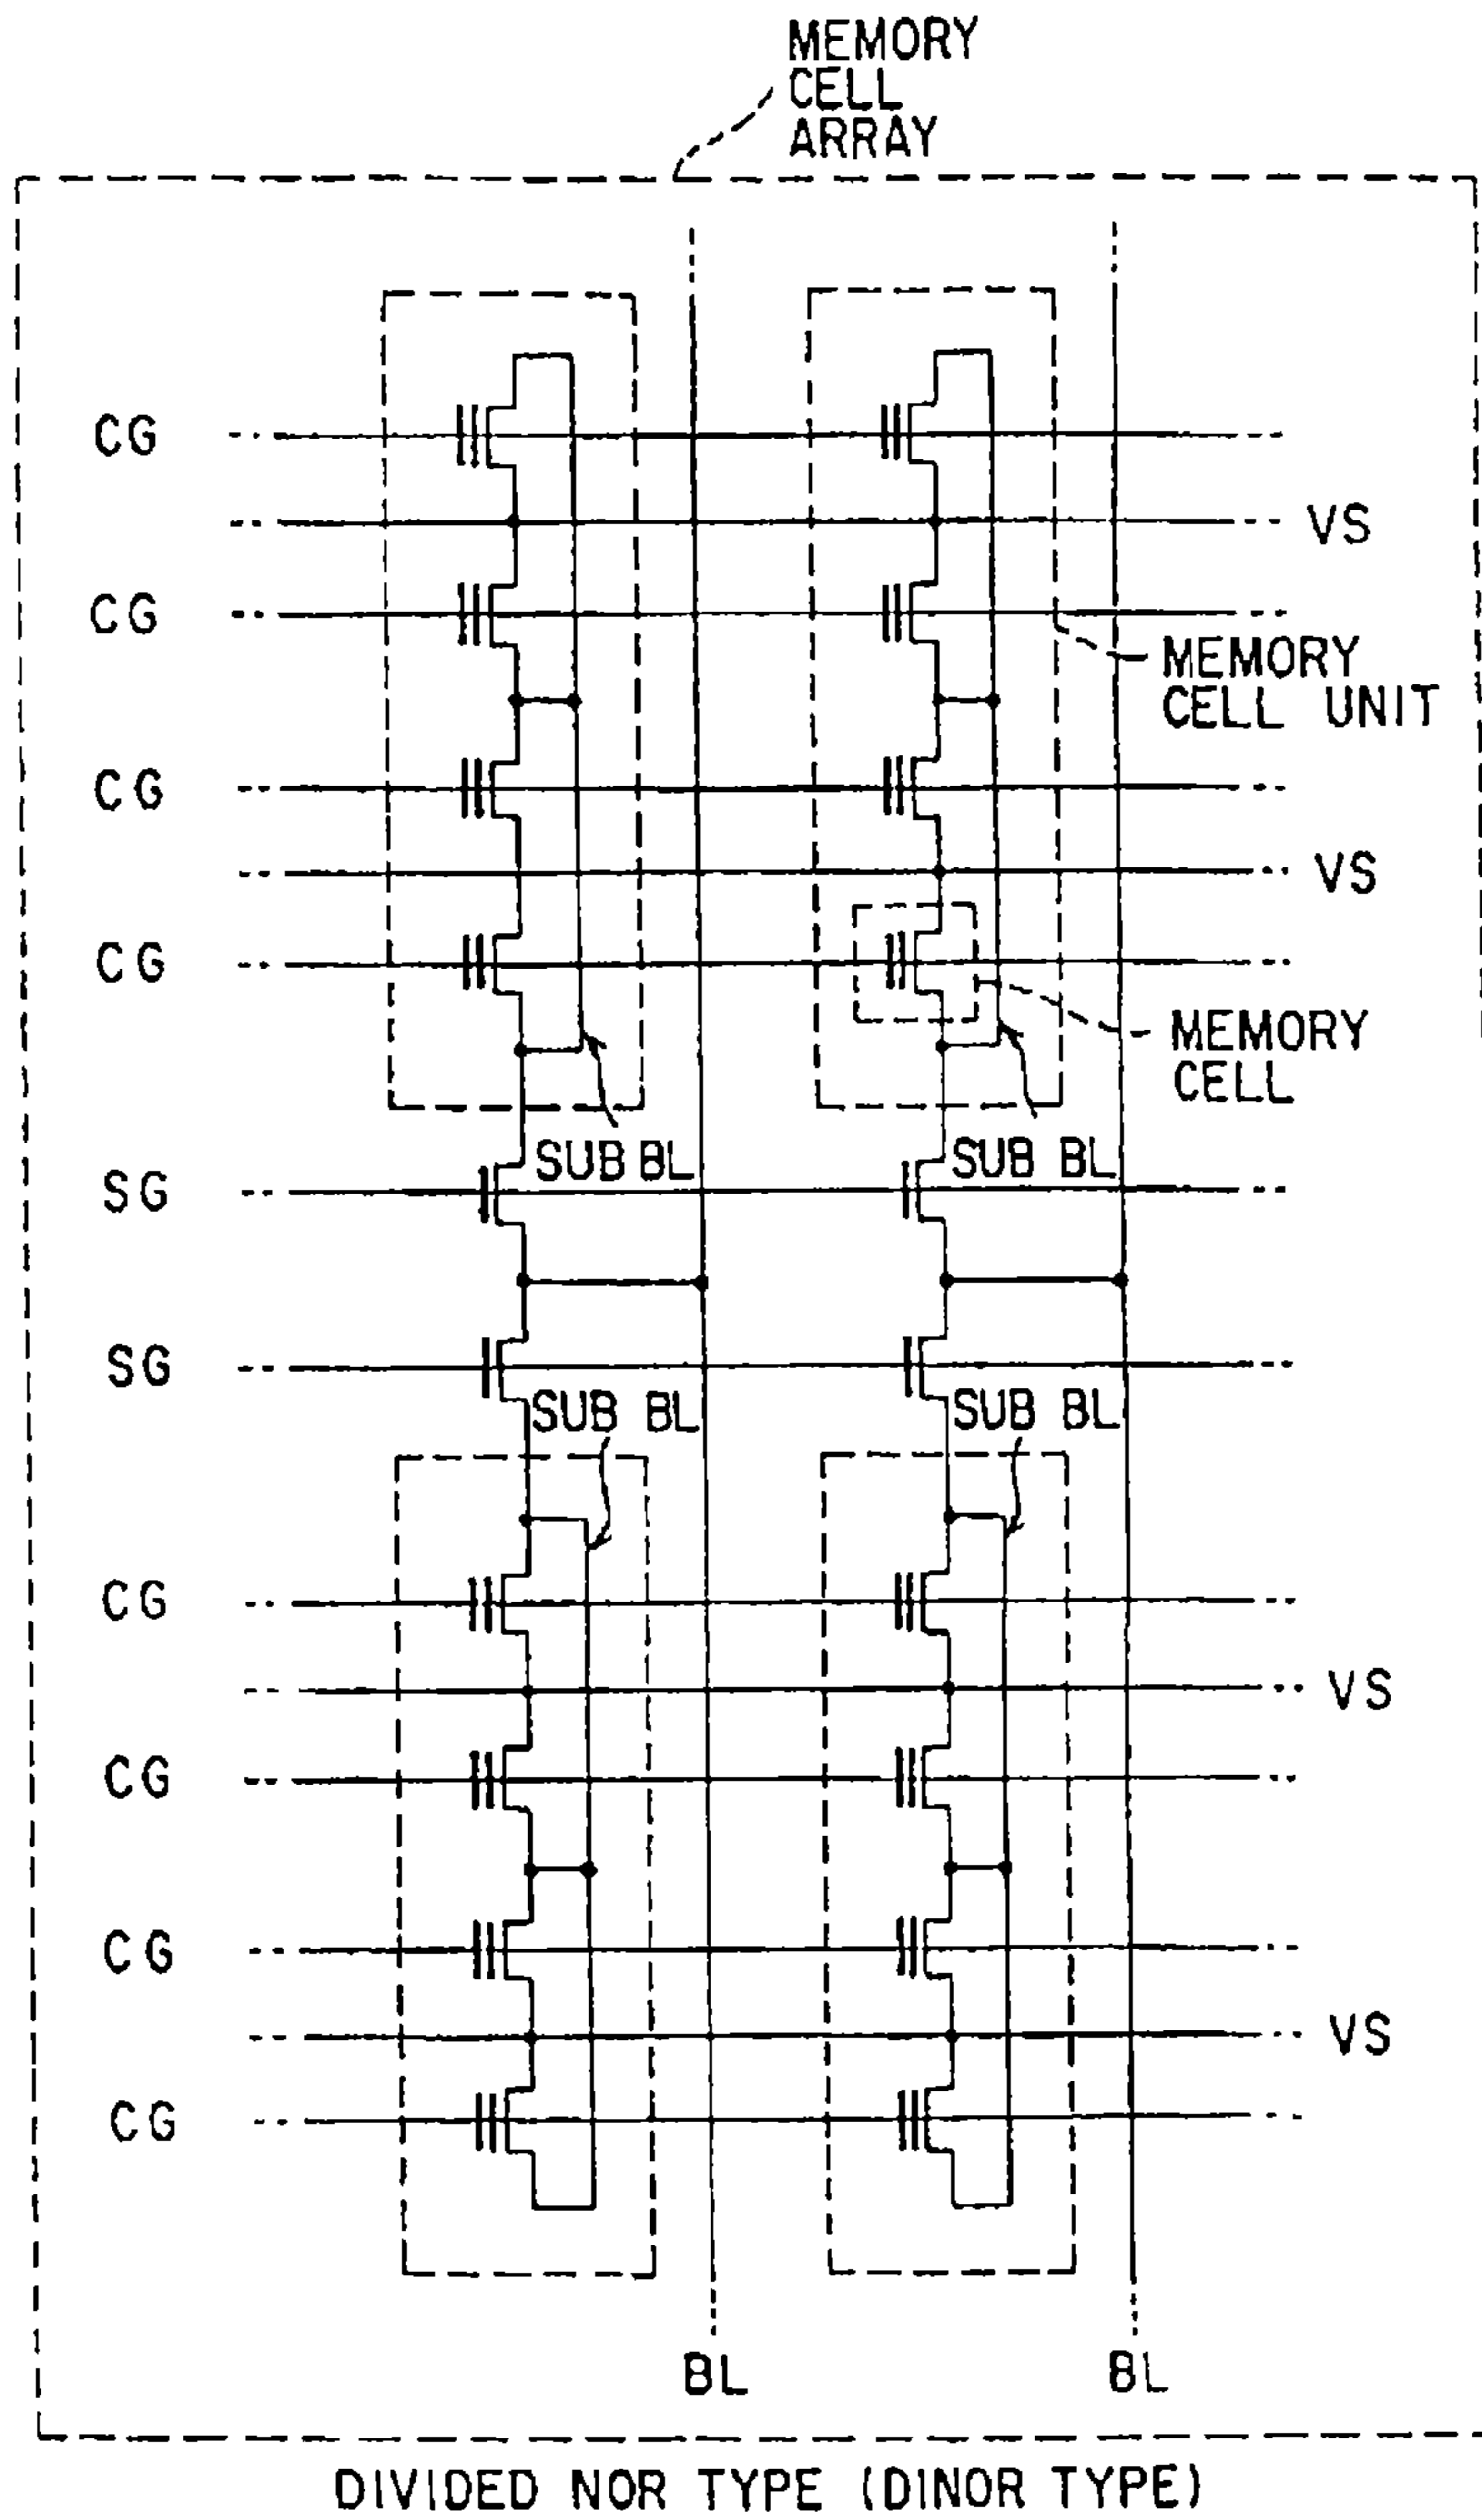 MEMORY
CELL
ARRAY
CG
VS
CG
MEMORY
CELL UNIT
CG
VS
CG
MEMORY
CELL
SUB BL
SUB BL
SG
SG
SUB BL
SUB BL
CG
VS
CG
CG
VS
CG
BL
BL
DIVIDED NOR TYPE (DINOR TYPE)